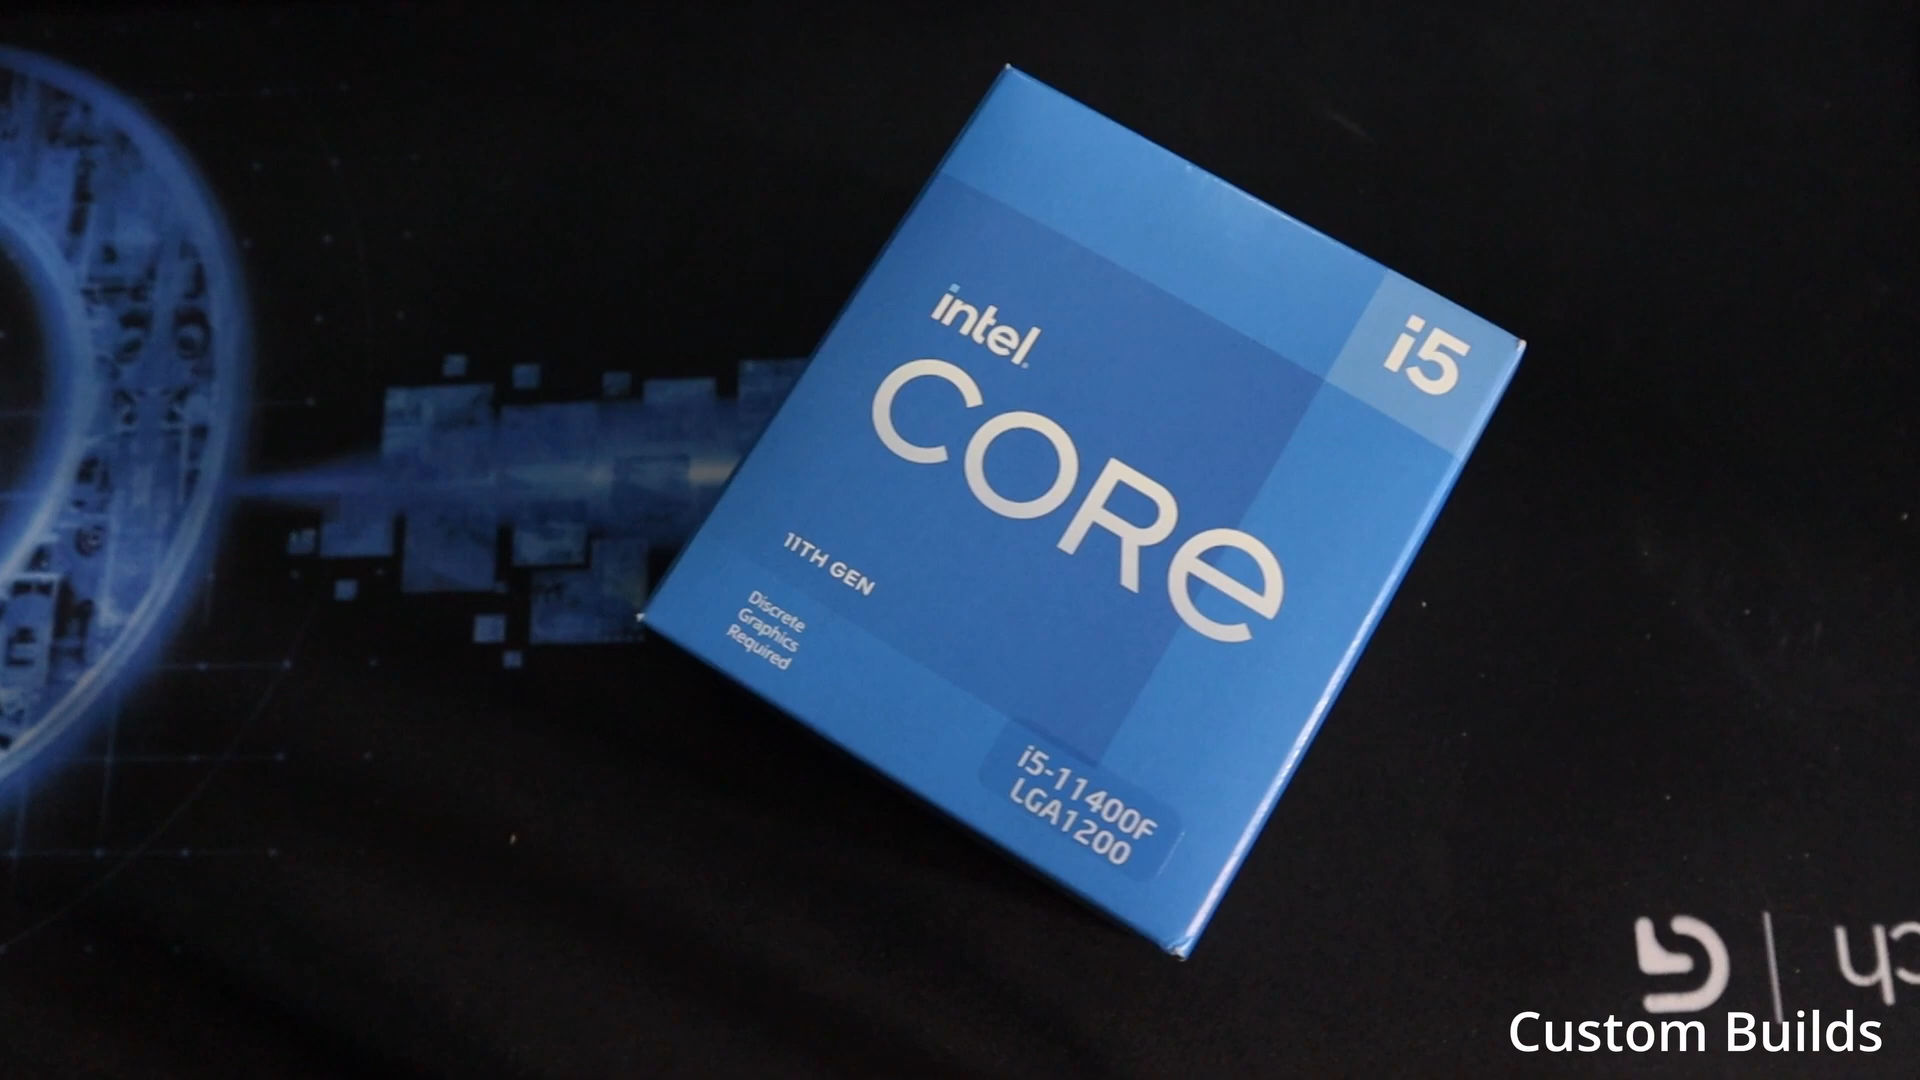 intel
CORE
i5
11TH GEN
Discrete
Graphics
Required
i5-11400F
LGA1200
Custom Builds